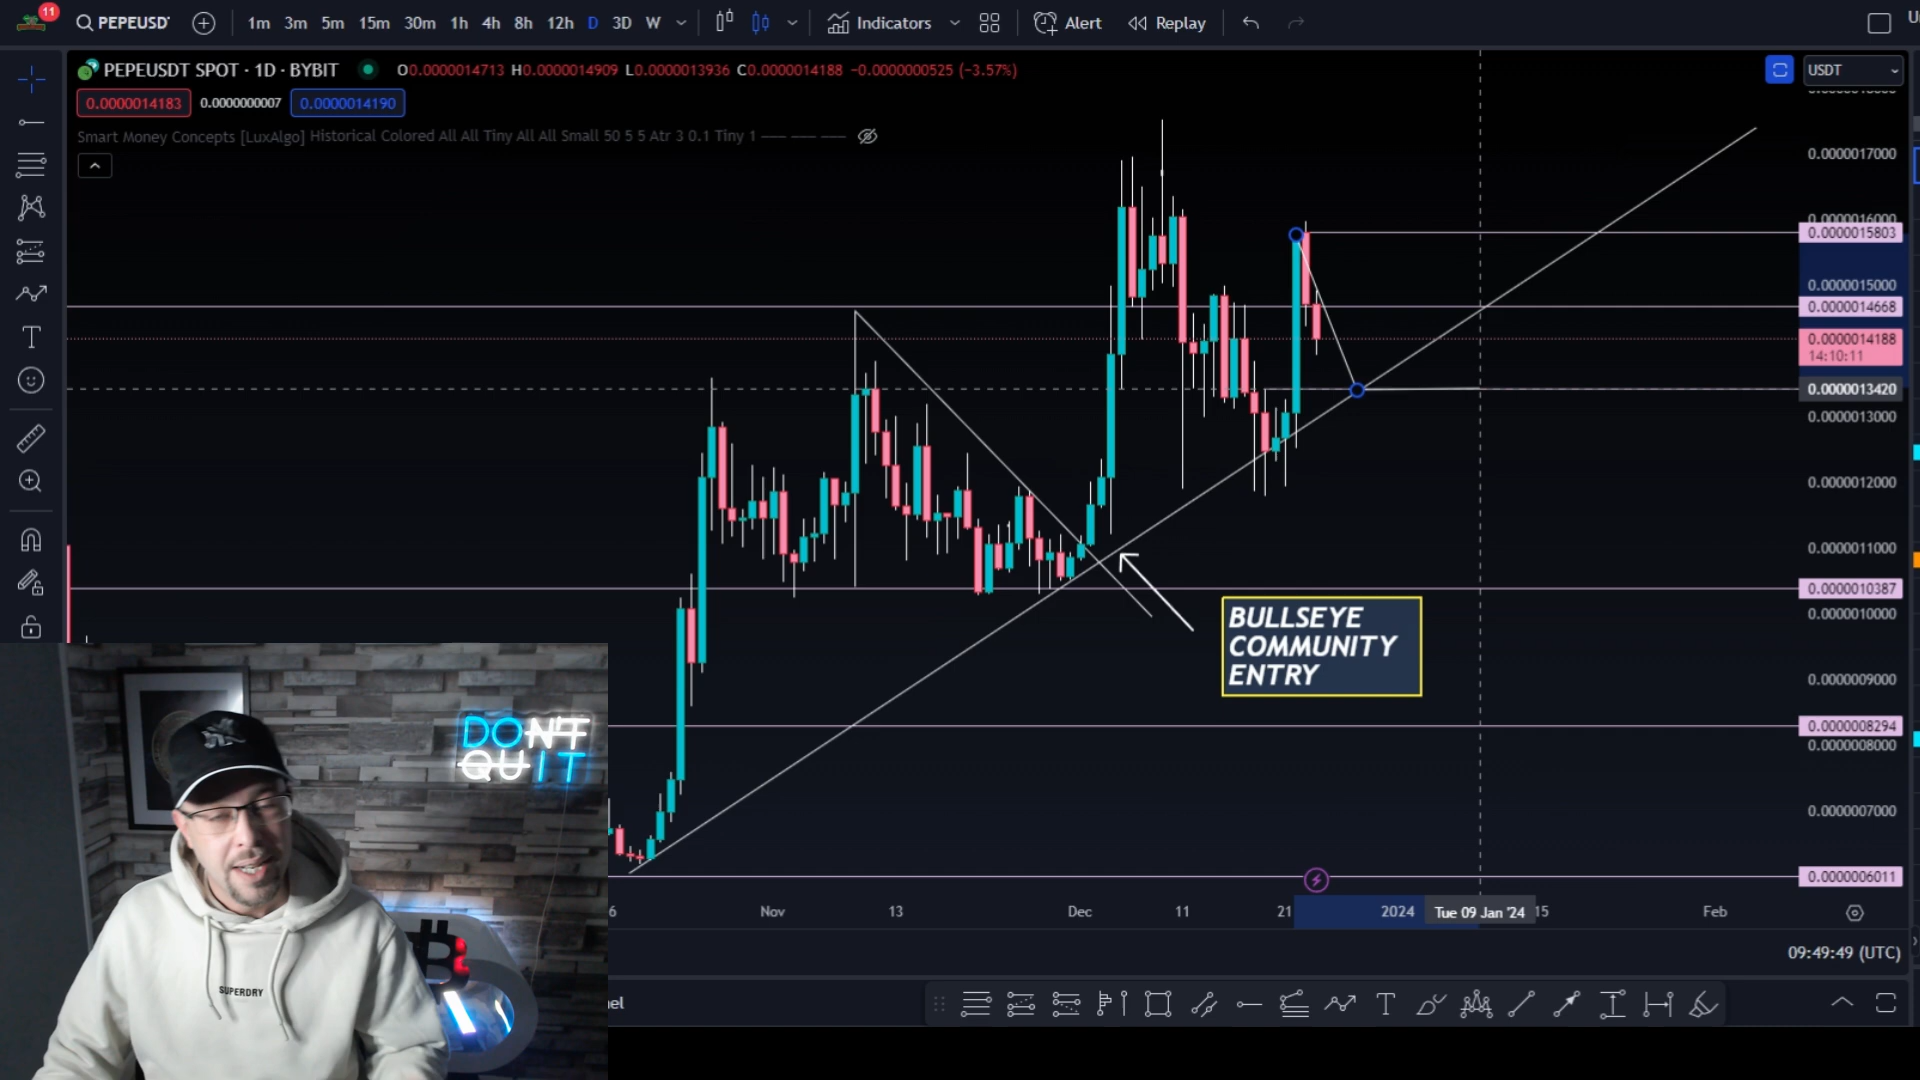 11
PEPEUSDT
1m 3m 5m 15m 30m 1h 4h 8h 12h D 3D W
Indicators
Alert
Replay
PEPEUSDT SPOT · 1D · BYBIT
O0.0000014713 H0.0000014909 L0.0000013936 C0.0000014188 −0.0000000525 (−3.57%)
USDT
0.0000014183 0.0000000007 0.0000014190
Smart Money Concepts [LuxAlgo] Historical Colored All All Tiny All All Small 50 5 5 Atr 3 0.1 Tiny 1
0.0000017000
0.0000016000
0.0000015803
0.0000015000
0.0000014668
0.0000014188
14:10:11
0.0000013420
0.0000013000
0.0000012000
0.0000011000
0.0000010387
0.0000010000
BULLSEYE
COMMUNITY
ENTRY
0.0000009000
0.0000008294
0.0000008000
0.0000007000
0.0000006011
DON'T
QUIT
SUPERDRY
6 Nov 13 Dec 11 21 2024 Tue 09 Jan '24 15 Feb
09:49:49 (UTC)
el